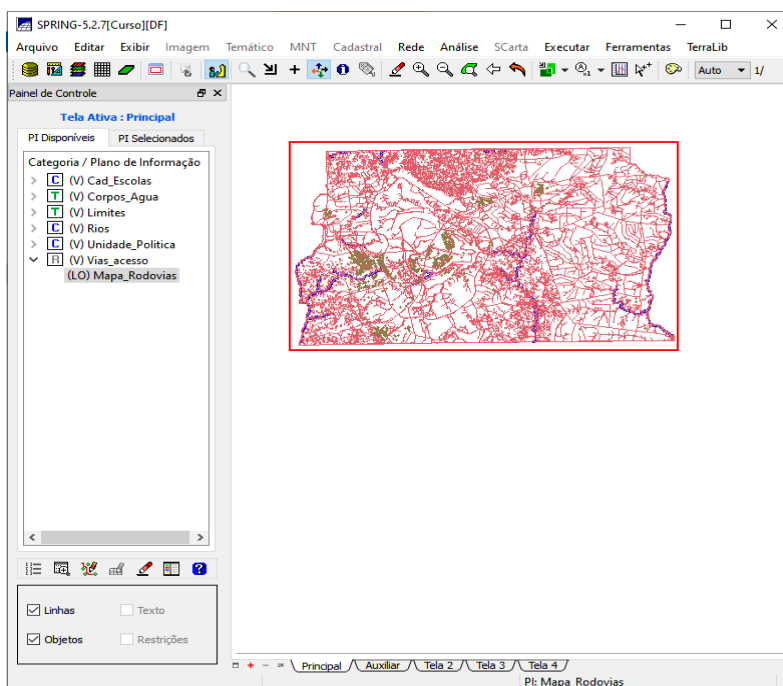 SPRING-5.2.7[Curso][DF]
Arquivo Editar Exibir Imagem Temático MNT Cadastral Rede Análise SCarta Executar Ferramentas TerraLib
Auto 1/
Painel de Controle
Tela Ativa : Principal
PI Disponíveis PI Selecionados
Categoria / Plano de Informação
C (V) Cad_Escolas
T (V) Corpos_Agua
T (V) Limites
C (V) Rios
C (V) Unidade_Politica
R (V) Vias_acesso
(LO) Mapa_Rodovias
Linhas Texto
Objetos Restrições
Principal Auxiliar Tela 2 Tela 3 Tela 4
PI: Mapa_Rodovias